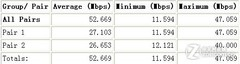 Group/ Pair Average (Mbps) Minimum (Mbps) Maximum (Mbps)
All Pairs 52.669 11.594 47.059
Pair 1 27.103 11.594 47.059
Pair 2 26.653 12.121 40.000
Totals: 52.669 11.594 47.059